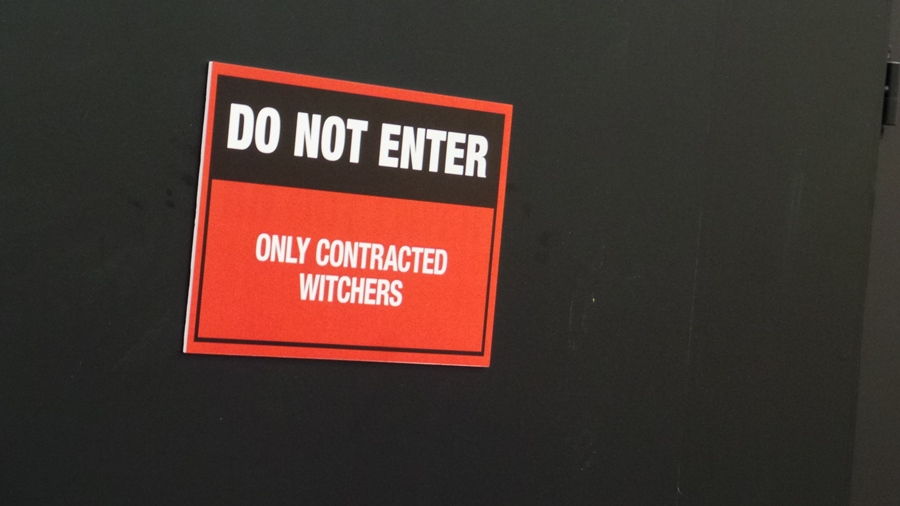 DO NOT ENTER
ONLY CONTRACTED
WITCHERS